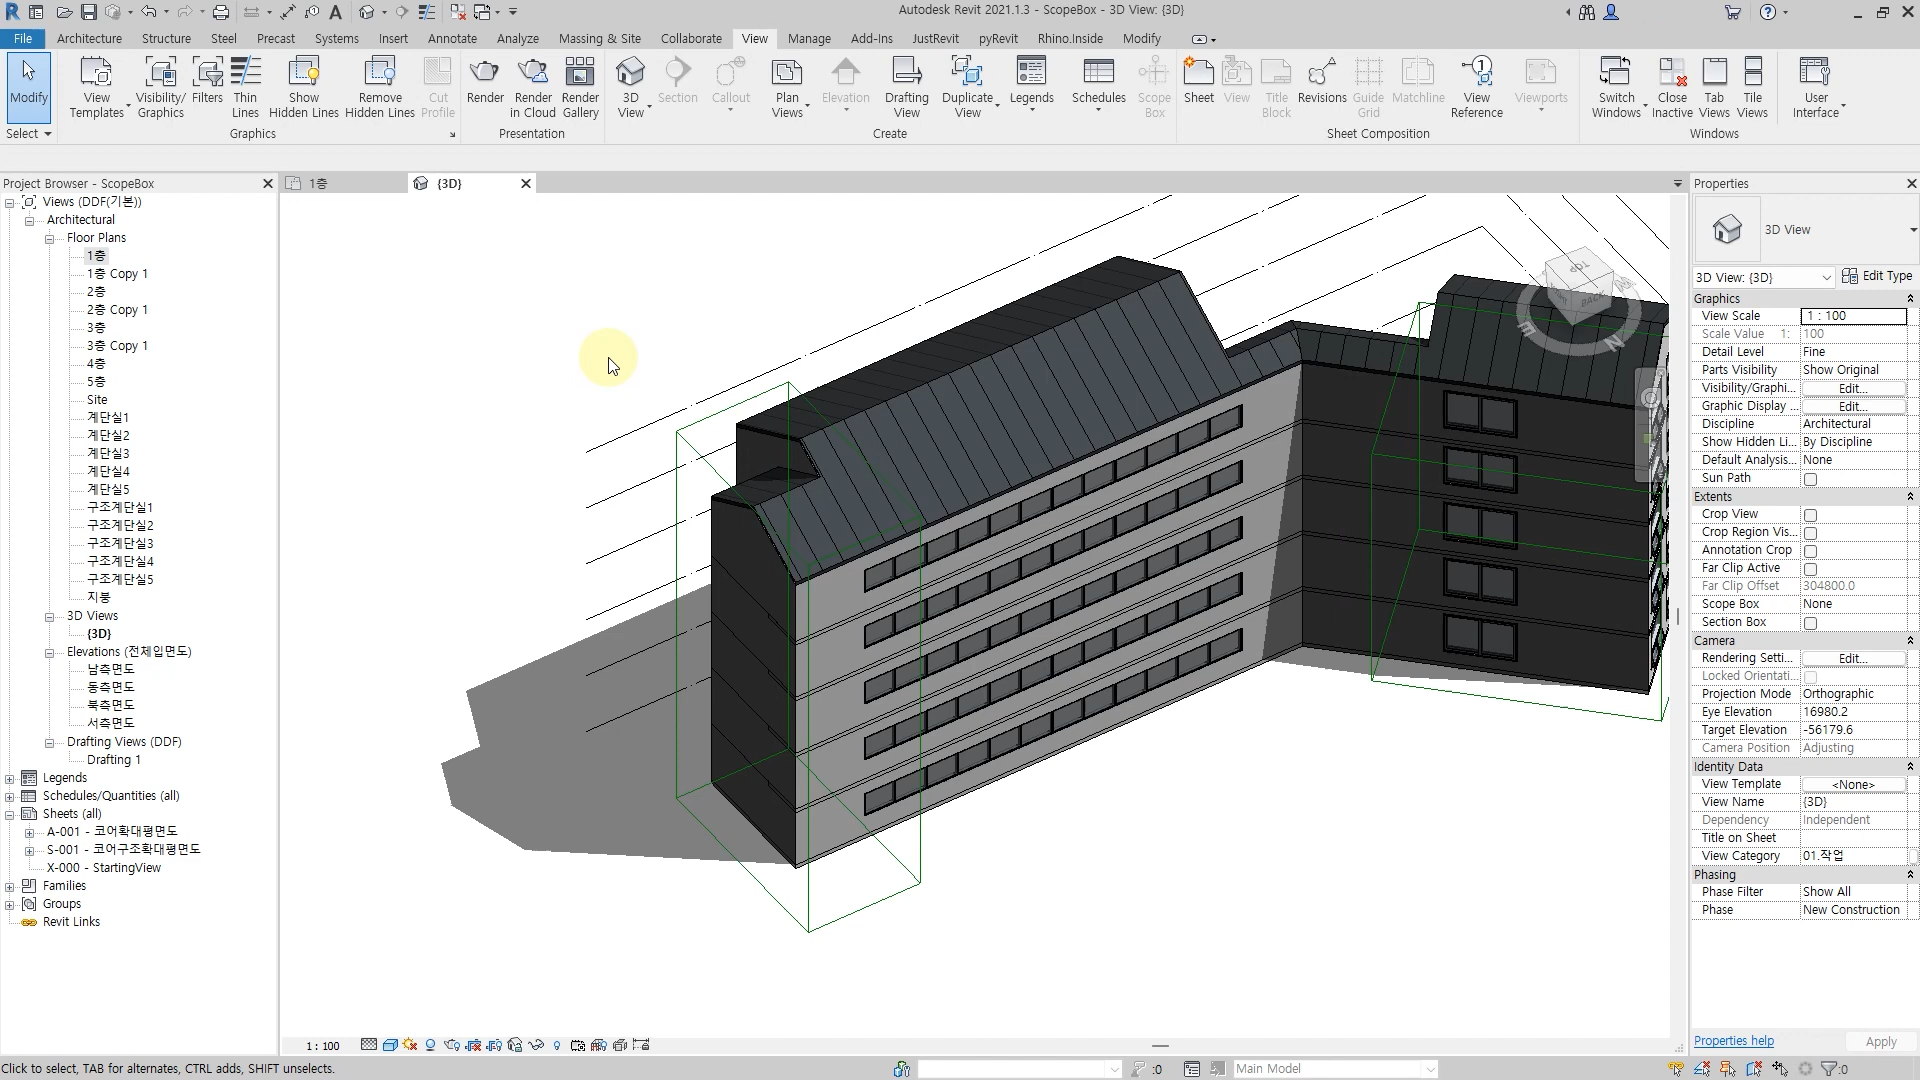 Autodesk Revit 2021.1.3 - ScopeBox - 3D View: {3D}
File Architecture Structure Steel Precast Systems Insert Annotate Analyze Massing & Site Collaborate View Manage Add-Ins JustRevit pyRevit Rhino.Inside Modify
Modify
View Templates
Visibility/ Graphics
Filters
Thin Lines
Show Hidden Lines
Remove Hidden Lines
Cut Profile
Render
Render in Cloud
Render Gallery
3D View
Section
Callout
Plan Views
Elevation
Drafting View
Duplicate View
Legends
Schedules
Scope Box
Sheet
View
Title Block
Revisions
Guide Grid
Matchline
View Reference
Viewports
Switch Windows
Close Inactive
Tab Views
Tile Views
User Interface
Select
Graphics
Presentation
Create
Sheet Composition
Windows
Project Browser - ScopeBox
Views (DDF(기본))
Architectural
Floor Plans
1층
1층 Copy 1
2층
2층 Copy 1
3층
3층 Copy 1
4층
5층
Site
계단실1
계단실2
계단실3
계단실4
계단실5
구조계단실1
구조계단실2
구조계단실3
구조계단실4
구조계단실5
지붕
3D Views
{3D}
Elevations (전체입면도)
남측면도
동측면도
북측면도
서측면도
Drafting Views (DDF)
Drafting 1
Legends
Schedules/Quantities (all)
Sheets (all)
A-001 - 코어확대평면도
S-001 - 코어구조확대평면도
X-000 - StartingView
Families
Groups
Revit Links
1층
{3D}
TOP
BACK
E
N
1 : 100
Properties
3D View
3D View: {3D}
Edit Type
Graphics
View Scale 1 : 100
Scale Value 1: 100
Detail Level Fine
Parts Visibility Show Original
Visibility/Graphi... Edit...
Graphic Display ... Edit...
Discipline Architectural
Show Hidden Li... By Discipline
Default Analysis... None
Sun Path
Extents
Crop View
Crop Region Vis...
Annotation Crop
Far Clip Active
Far Clip Offset 304800.0
Scope Box None
Section Box
Camera
Rendering Setti... Edit...
Locked Orientati...
Projection Mode Orthographic
Eye Elevation 16980.2
Target Elevation -56179.6
Camera Position Adjusting
Identity Data
View Template <None>
View Name {3D}
Dependency Independent
Title on Sheet
View Category 01.작업
Phasing
Phase Filter Show All
Phase New Construction
Properties help
Apply
Click to select, TAB for alternates, CTRL adds, SHIFT unselects.
:0
Main Model
:0